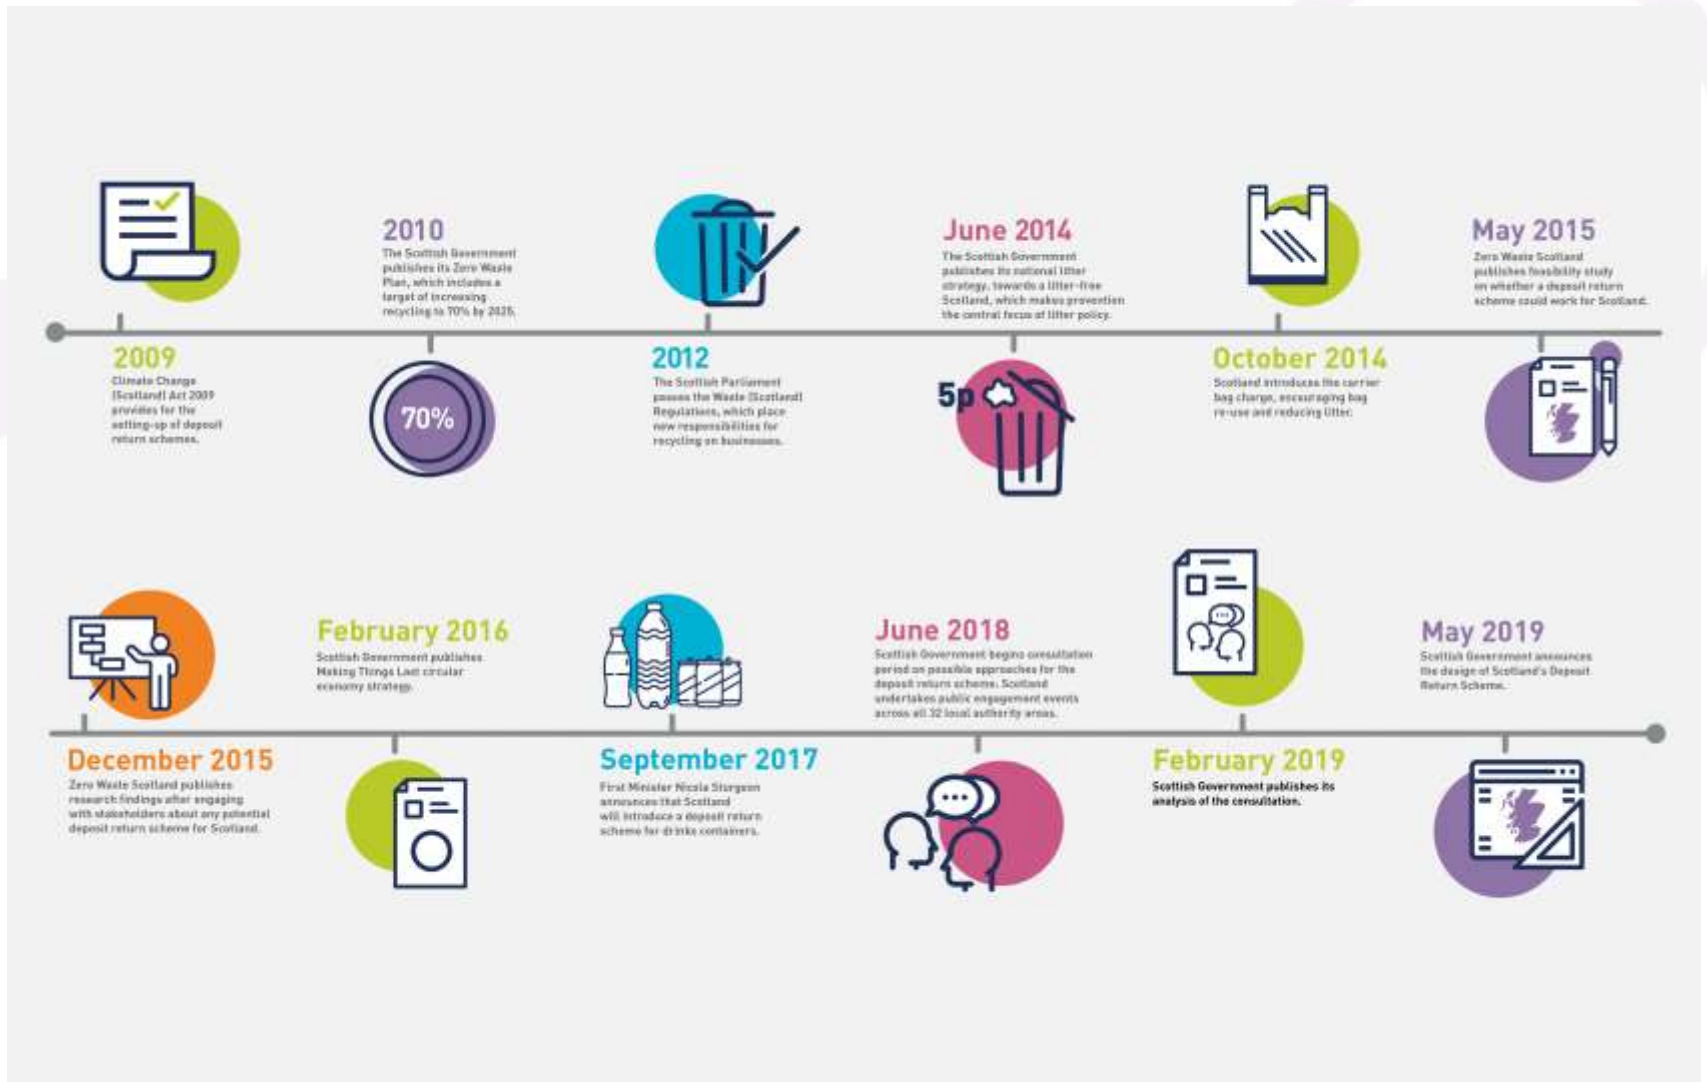 2009
Climate Change
(Scotland) Act 2009
provides for the
setting-up of deposit
return schemes.
2010
The Scottish Government
publishes its Zero Waste
Plan, which includes a
target of increasing
recycling to 70% by 2025.
70%
2012
The Scottish Parliament
passes the Waste (Scotland)
Regulations, which place
new responsibilities for
recycling on businesses.
June 2014
The Scottish Government
publishes its national litter
strategy, towards a litter-free
Scotland, which makes prevention
the central focus of litter policy.
5p
October 2014
Scotland introduces the carrier
bag charge, encouraging bag
re-use and reducing litter.
May 2015
Zero Waste Scotland
publishes feasibility study
on whether a deposit return
scheme could work for Scotland.
December 2015
Zero Waste Scotland publishes
research findings after engaging
with stakeholders about any potential
deposit return scheme for Scotland.
February 2016
Scottish Government publishes
Making Things Last circular
economy strategy.
September 2017
First Minister Nicola Sturgeon
announces that Scotland
will introduce a deposit return
scheme for drinks containers.
June 2018
Scottish Government begins consultation
period on possible approaches for the
deposit return scheme. Scotland
undertakes public engagement events
across all 32 local authority areas.
February 2019
Scottish Government publishes its
analysis of the consultation.
May 2019
Scottish Government announces
the design of Scotland's Deposit
Return Scheme.